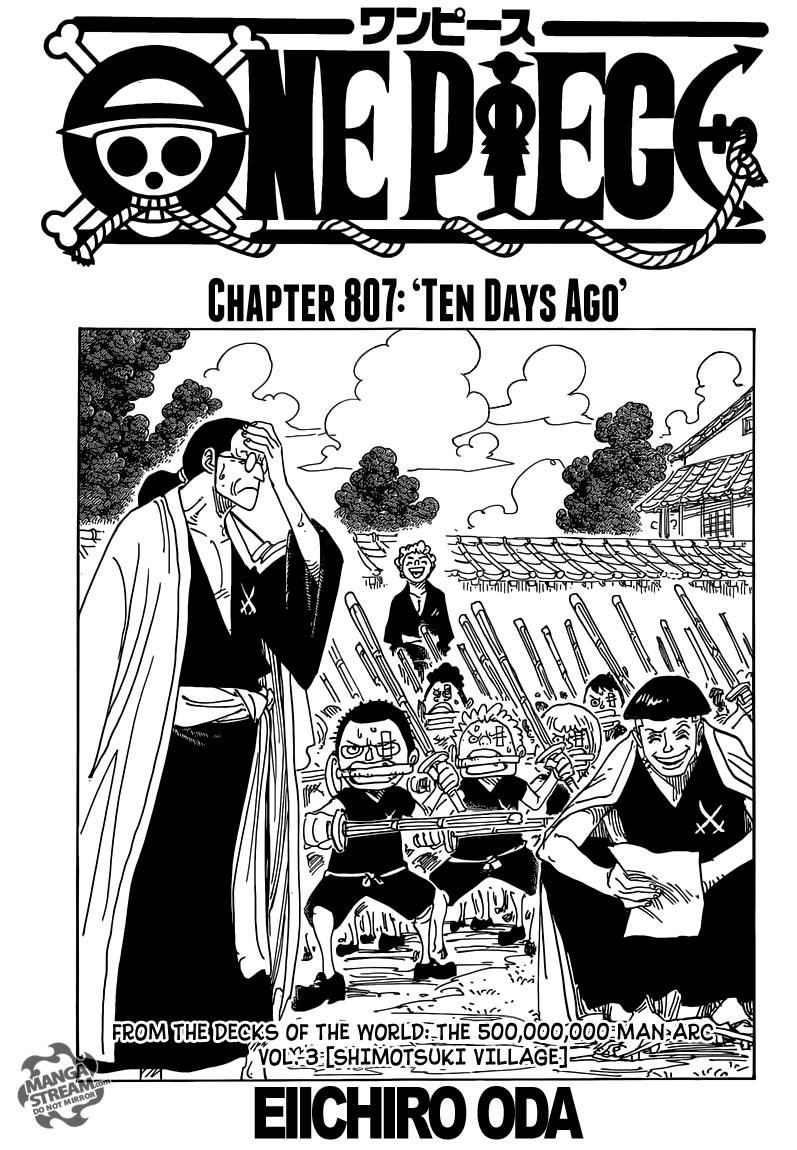 ワンピース
ONE PIECE
CHAPTER 807: ‘TEN DAYS AGO’
FROM THE DECKS OF THE WORLD: THE 500,000,000 MAN ARC
VOL. 3 [SHIMOTSUKI VILLAGE]
MANGA
STREAM.com
DO NOT MIRROR
EIICHIRO ODA